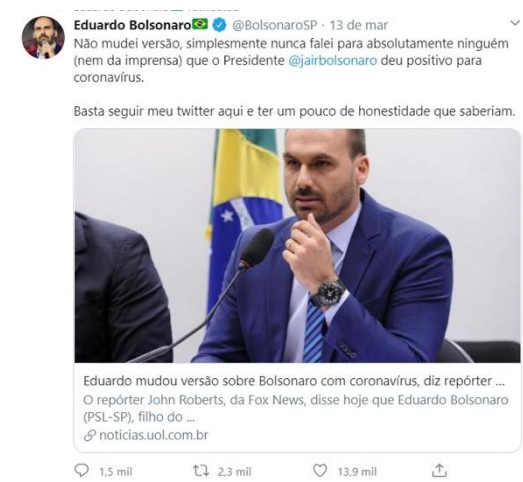 Eduardo Bolsonaro @BolsonaroSP · 13 de mar
Não mudei versão, simplesmente nunca falei para absolutamente ninguém
(nem da imprensa) que o Presidente @jairbolsonaro deu positivo para
coronavírus.
Basta seguir meu twitter aqui e ter um pouco de honestidade que saberiam.
Eduardo mudou versão sobre Bolsonaro com coronavírus, diz repórter ...
O repórter John Roberts, da Fox News, disse hoje que Eduardo Bolsonaro
(PSL-SP), filho do ...
noticias.uol.com.br
1,5 mil 2,3 mil 13,9 mil